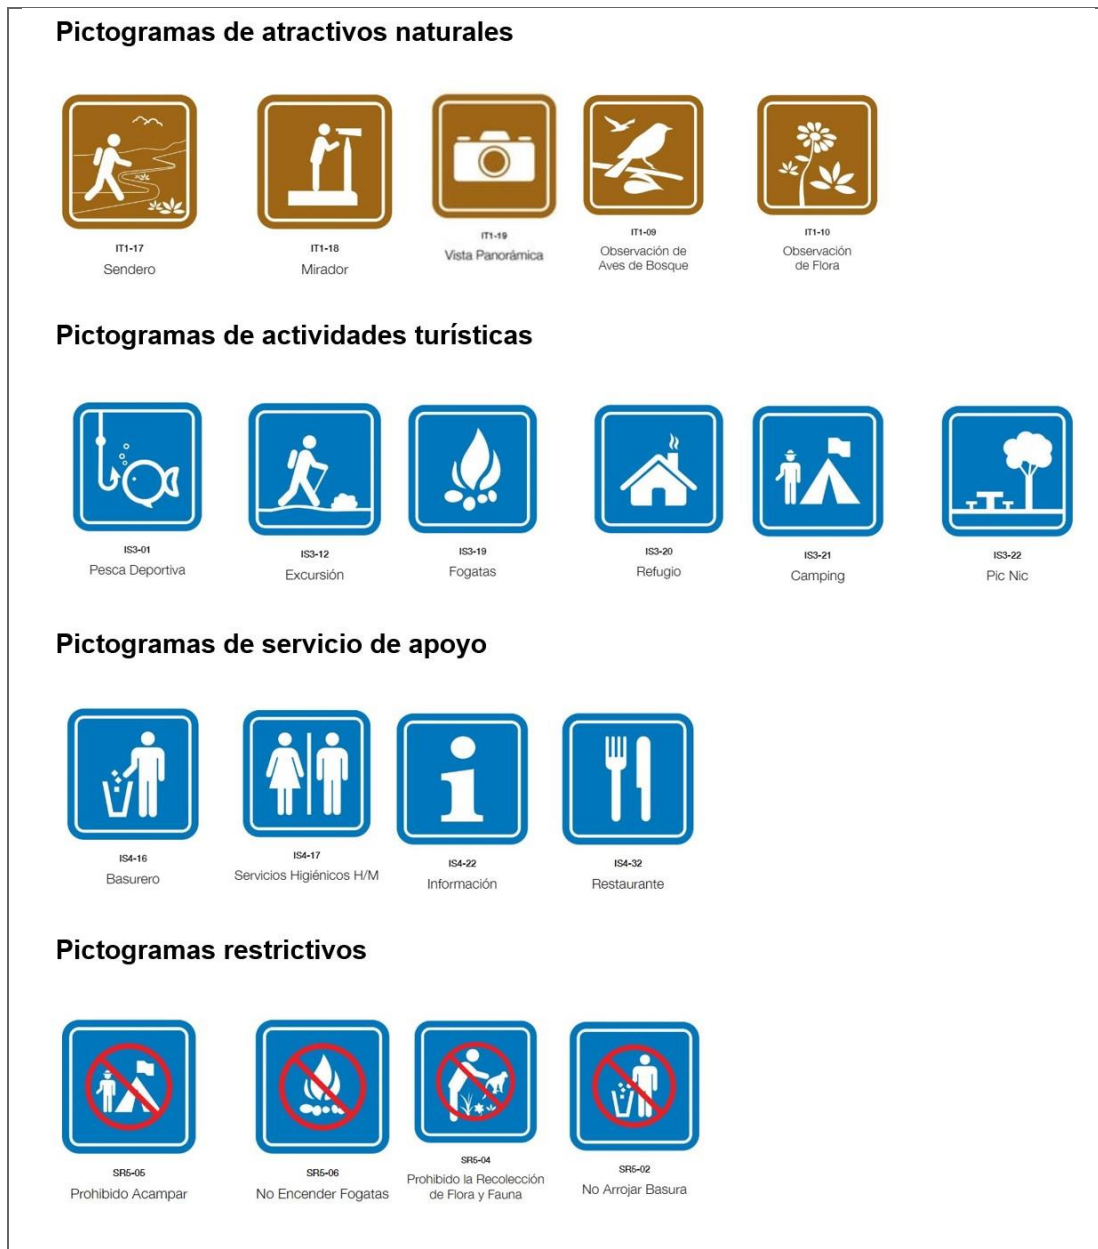 Pictogramas de atractivos naturales
IT1-17
Sendero
IT1-18
Mirador
IT1-19
Vista Panorámica
IT1-09
Observación de
Aves de Bosque
IT1-10
Observación
de Flora
Pictogramas de actividades turísticas
IS3-01
Pesca Deportiva
IS3-12
Excursión
IS3-19
Fogatas
IS3-20
Refugio
IS3-21
Camping
IS3-22
Pic Nic
Pictogramas de servicio de apoyo
IS4-16
Basurero
IS4-17
Servicios Higiénicos H/M
i
IS4-22
Información
IS4-32
Restaurante
Pictogramas restrictivos
SR5-05
Prohibido Acampar
SR5-06
No Encender Fogatas
SR5-04
Prohibido la Recolección
de Flora y Fauna
SR5-02
No Arrojar Basura